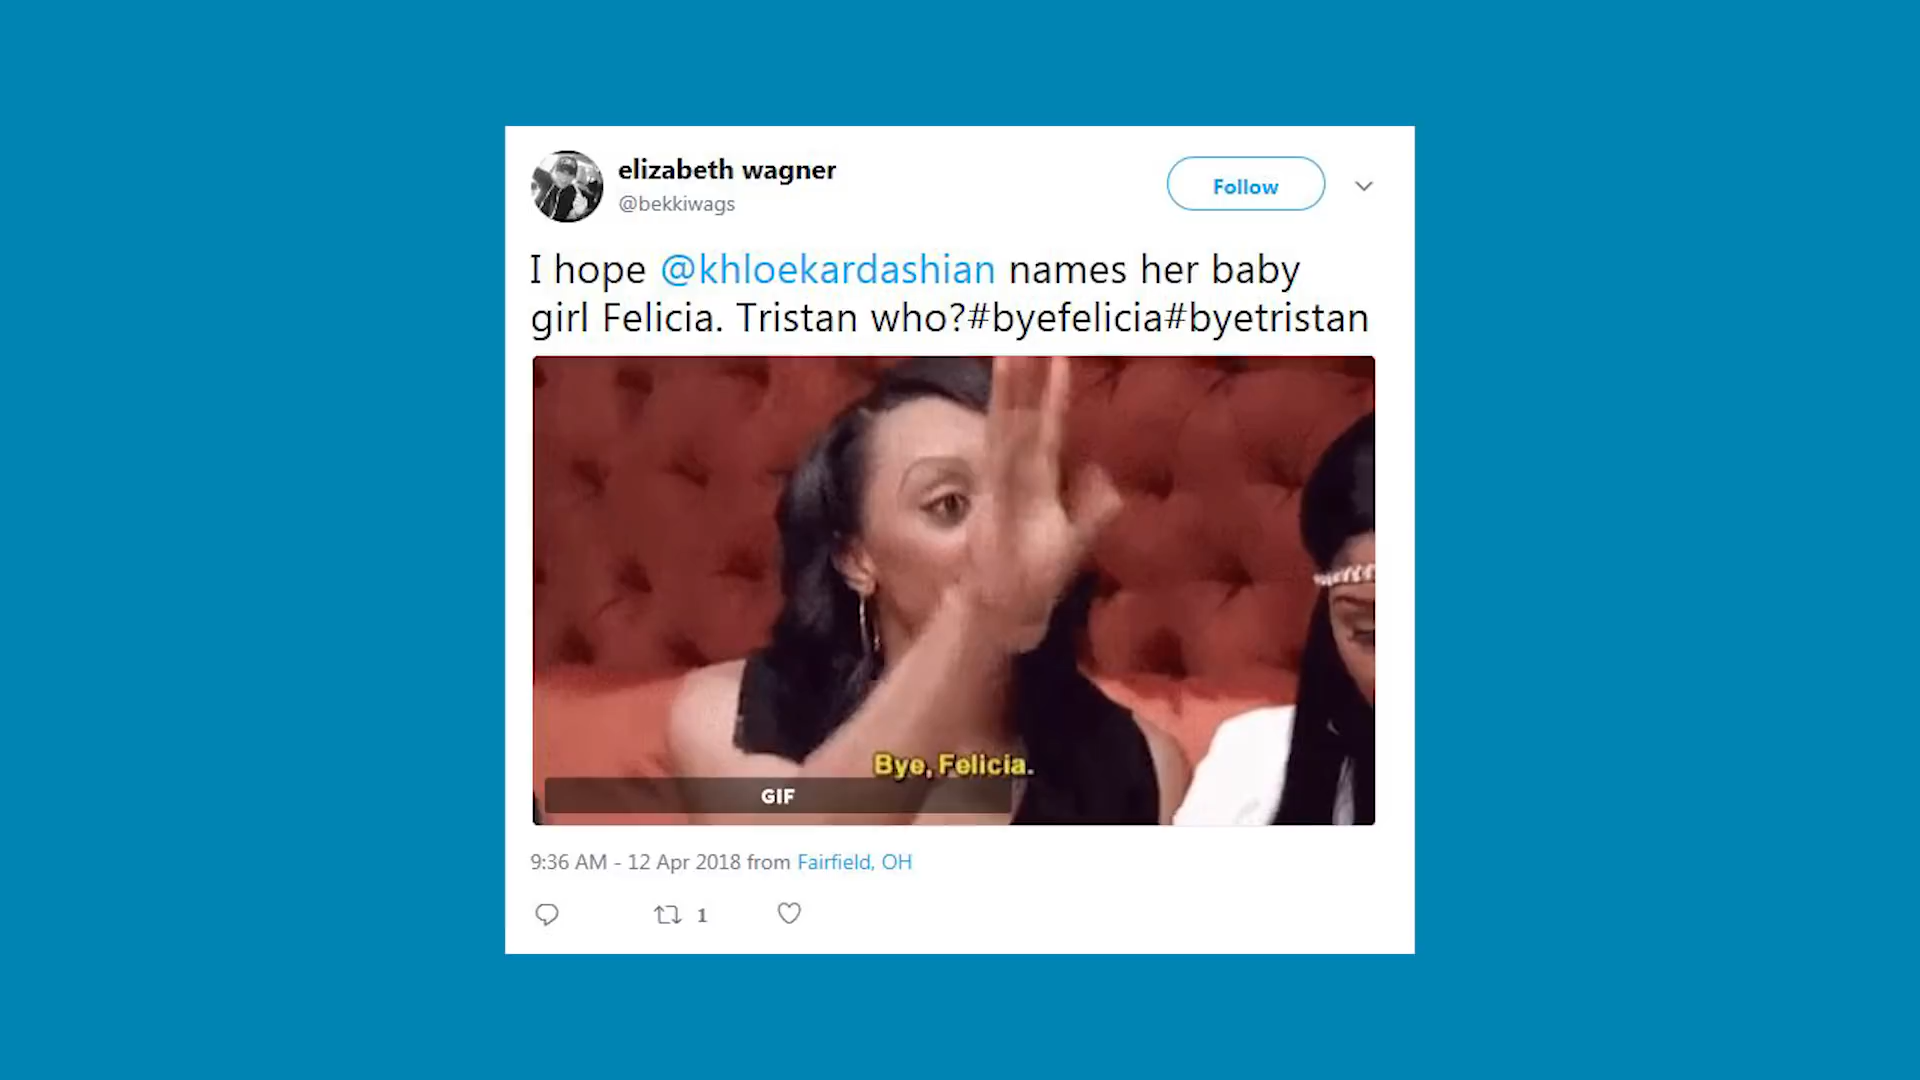 elizabeth wagner
@bekkiwags
Follow
I hope @khloekardashian names her baby
girl Felicia. Tristan who?#byefelicia#byetristan
Bye, Felicia.
GIF
9:36 AM - 12 Apr 2018 from Fairfield, OH
1